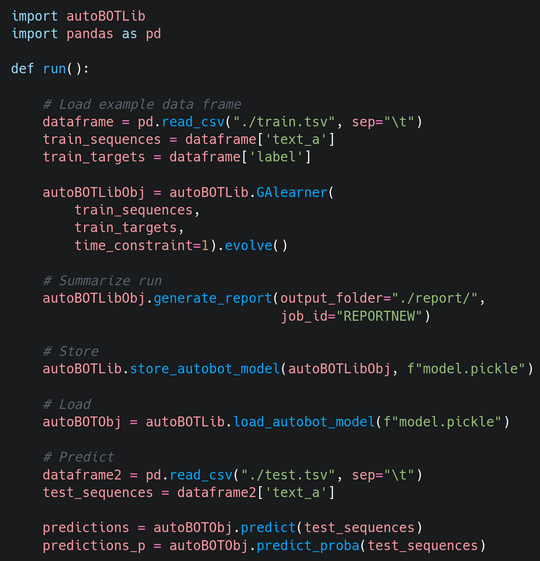 import autoBOTLib
import pandas as pd

def run():

    # Load example data frame
    dataframe = pd.read_csv("./train.tsv", sep="\t")
    train_sequences = dataframe['text_a']
    train_targets = dataframe['label']

    autoBOTLibObj = autoBOTLib.GAlearner(
        train_sequences,
        train_targets,
        time_constraint=1).evolve()

    # Summarize run
    autoBOTLibObj.generate_report(output_folder="./report/",
                                  job_id="REPORTNEW")

    # Store
    autoBOTLib.store_autobot_model(autoBOTLibObj, f"model.pickle")

    # Load
    autoBOTObj = autoBOTLib.load_autobot_model(f"model.pickle")

    # Predict
    dataframe2 = pd.read_csv("./test.tsv", sep="\t")
    test_sequences = dataframe2['text_a']

    predictions = autoBOTObj.predict(test_sequences)
    predictions_p = autoBOTObj.predict_proba(test_sequences)